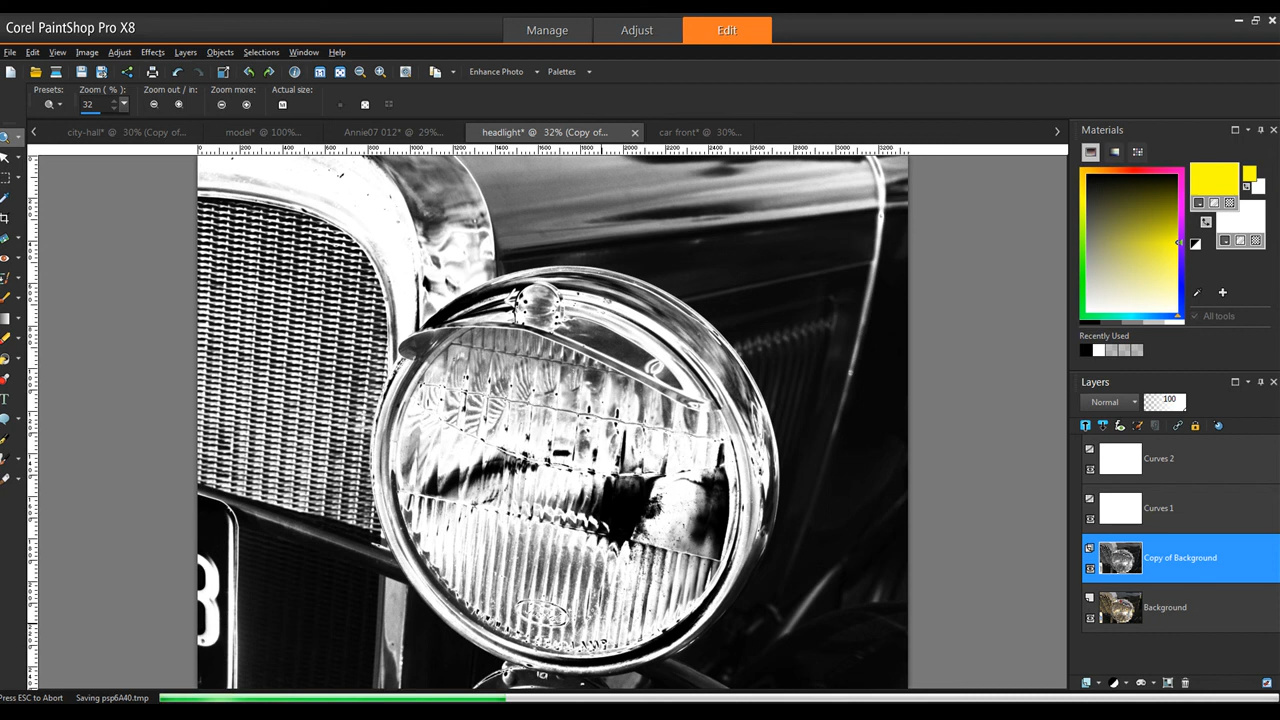 Corel PaintShop Pro X8
Manage Adjust Edit
File Edit View Image Adjust Effects Layers Objects Selections Window Help
Enhance Photo Palettes
Presets: Zoom ( % ): Zoom out / in: Zoom more: Actual size:
32
city-hall* @ 30% (Copy of... model* @ 100%... Annie07 012* @ 29%... headlight* @ 32% (Copy of... car front* @ 30%...
Materials
All tools
Recently Used
Layers
Normal 100
Curves 2
Curves 1
Copy of Background
Background
Press ESC to Abort Saving psp6A40.tmp